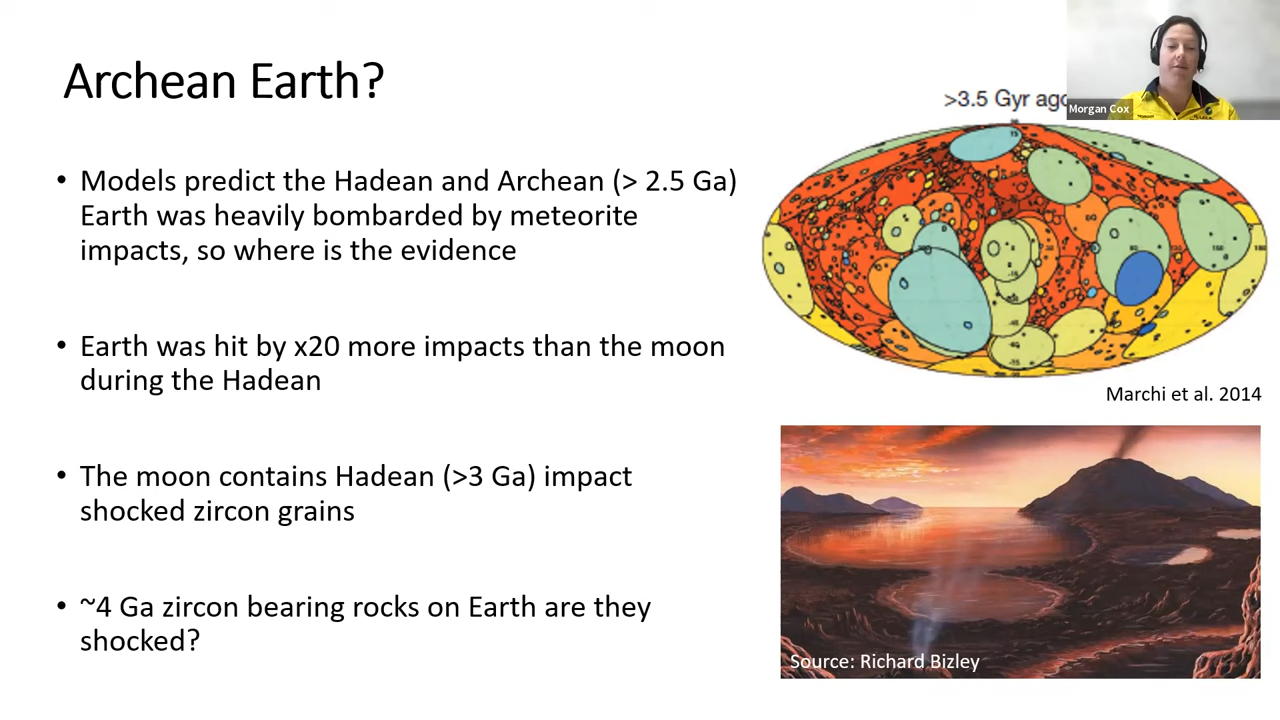 Archean Earth?
>3.5 Gyr ago
Morgan Cox
• Models predict the Hadean and Archean (> 2.5 Ga)
Earth was heavily bombarded by meteorite
impacts, so where is the evidence
• Earth was hit by x20 more impacts than the moon
during the Hadean
Marchi et al. 2014
• The moon contains Hadean (>3 Ga) impact
shocked zircon grains
• ~4 Ga zircon bearing rocks on Earth are they
shocked?
Source: Richard Bizley